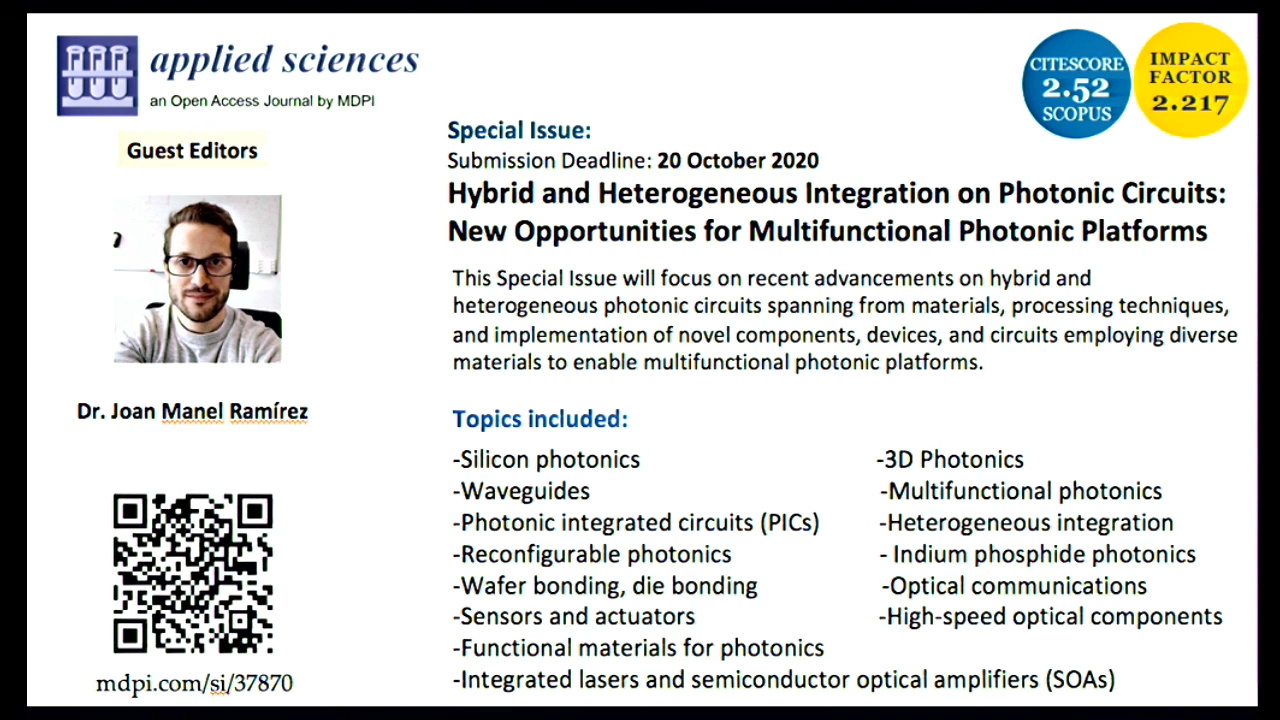 applied sciences
an Open Access Journal by MDPI
CITESCORE
2.52
SCOPUS
IMPACT
FACTOR
2.217
Guest Editors
Dr. Joan Manel Ramírez
mdpi.com/si/37870
Special Issue:
Submission Deadline: 20 October 2020
Hybrid and Heterogeneous Integration on Photonic Circuits:
New Opportunities for Multifunctional Photonic Platforms
This Special Issue will focus on recent advancements on hybrid and
heterogeneous photonic circuits spanning from materials, processing techniques,
and implementation of novel components, devices, and circuits employing diverse
materials to enable multifunctional photonic platforms.
Topics included:
-Silicon photonics
-Waveguides
-Photonic integrated circuits (PICs)
-Reconfigurable photonics
-Wafer bonding, die bonding
-Sensors and actuators
-Functional materials for photonics
-Integrated lasers and semiconductor optical amplifiers (SOAs)
-3D Photonics
-Multifunctional photonics
-Heterogeneous integration
- Indium phosphide photonics
-Optical communications
-High-speed optical components